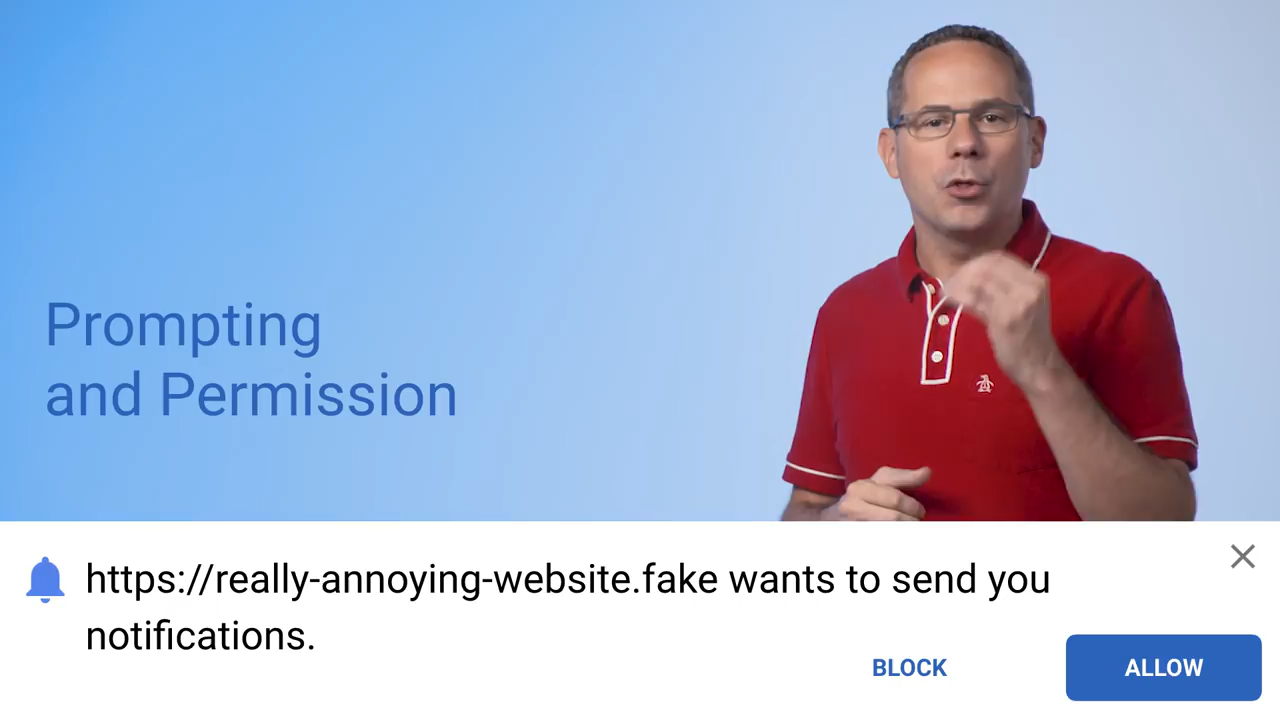 Prompting
and Permission
https://really-annoying-website.fake wants to send you
notifications.
BLOCK
ALLOW